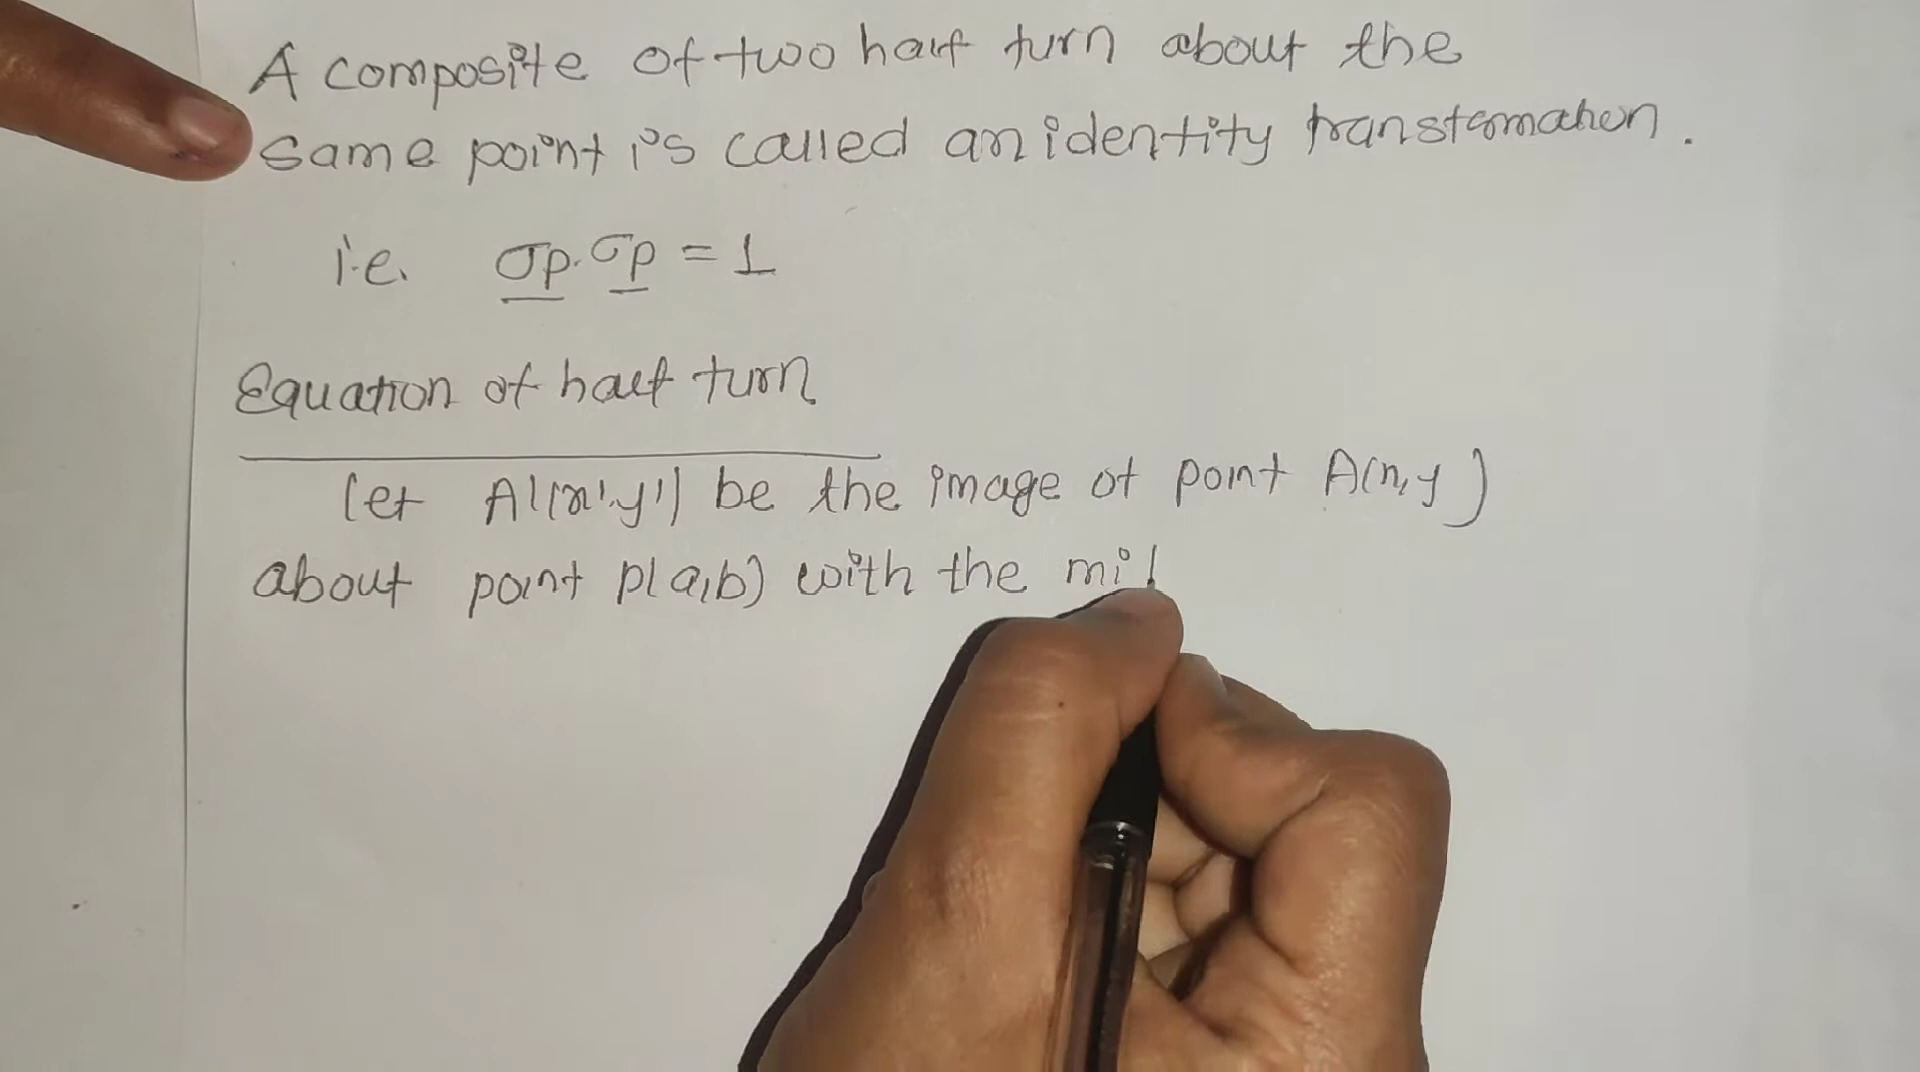 A composite of two half turn about the
same point is called an identity transformation.
i.e. σp.σp = 1
Equation of half turn
let A'(x',y') be the image of point A(x,y)
about point p(a,b) with the